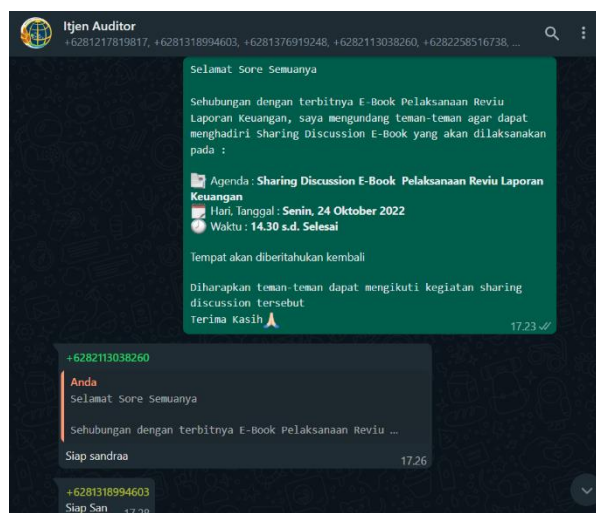 Itjen Auditor
+6281217819817, +6281318994603, +6281376919248, +6282113038260, +6282258516738, ...
Selamat Sore Semuanya
Sehubungan dengan terbitnya E-Book Pelaksanaan Reviu
Laporan Keuangan, saya mengundang teman-teman agar dapat
menghadiri Sharing Discussion E-Book yang akan dilaksanakan
pada :
Agenda : Sharing Discussion E-Book Pelaksanaan Reviu Laporan
Keuangan
Hari, Tanggal : Senin, 24 Oktober 2022
Waktu : 14.30 s.d. Selesai
Tempat akan diberitahukan kembali
Diharapkan teman-teman dapat mengikuti kegiatan sharing
discussion tersebut
Terima Kasih🙏
17.23
+6282113038260
Anda
Selamat Sore Semuanya
Sehubungan dengan terbitnya E-Book Pelaksanaan Reviu ...
Siap sandraa
17.26
+6281318994603
Siap San 17.28